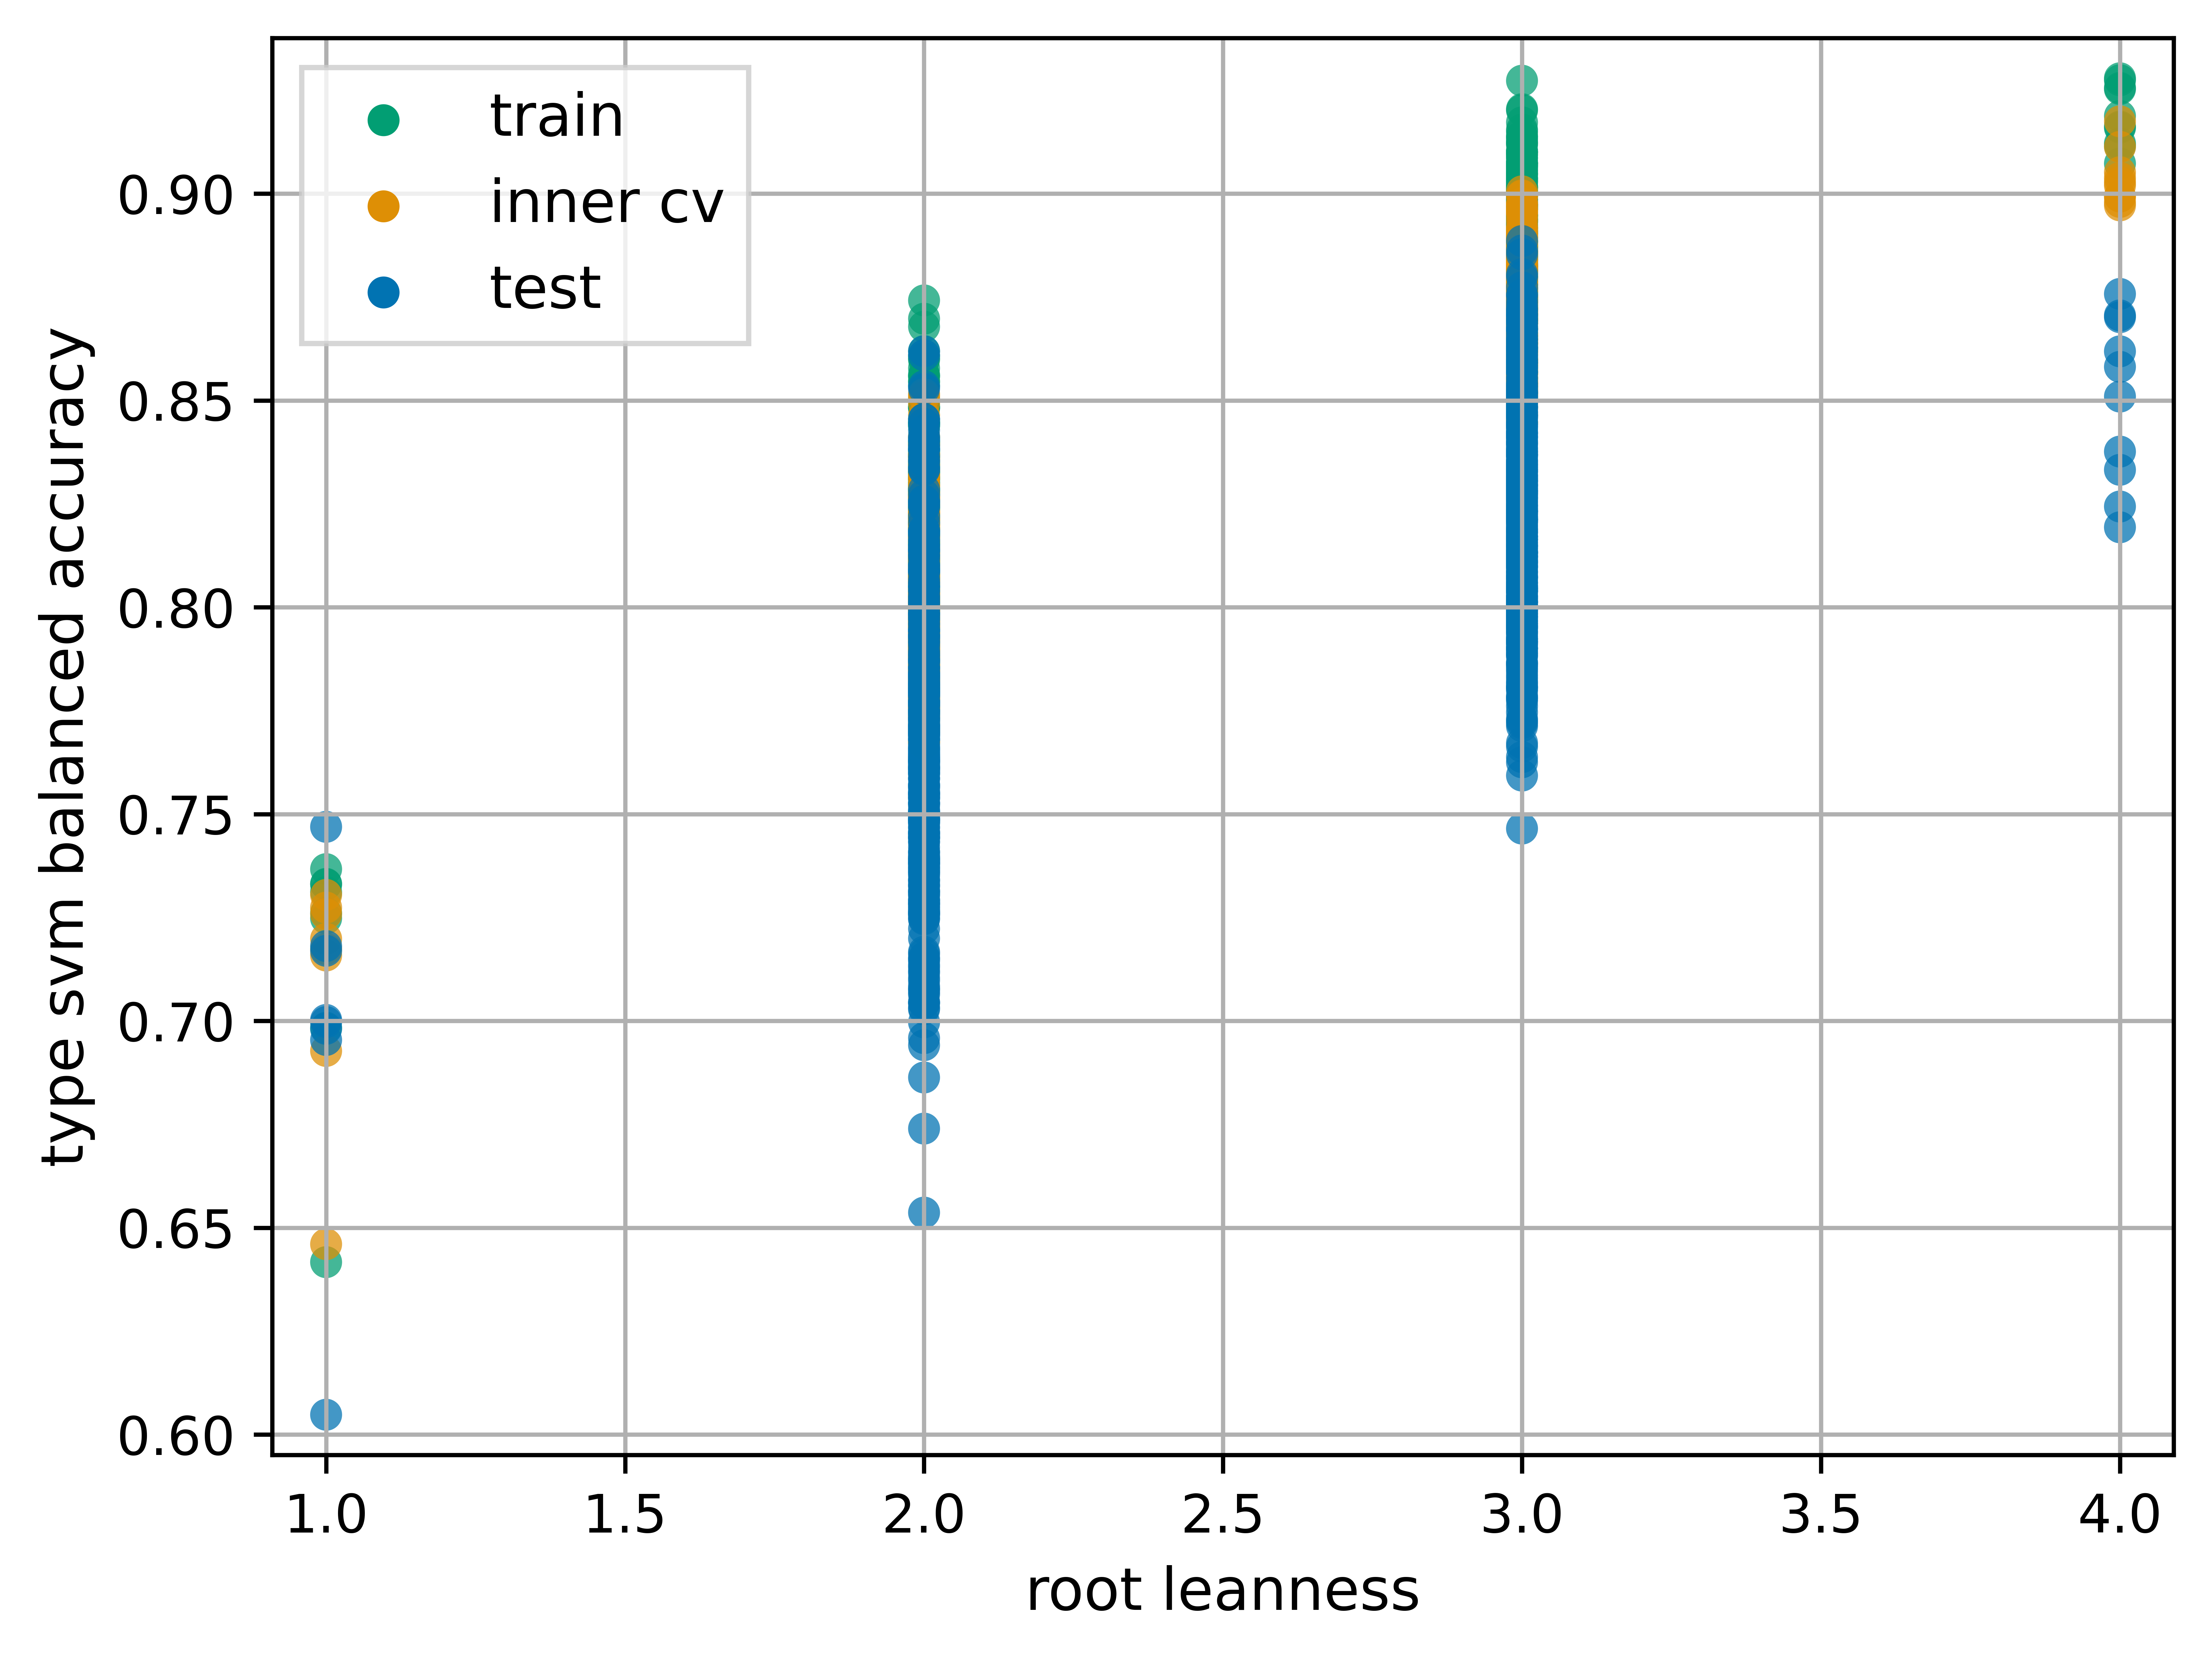 train
inner cv
test
type svm balanced accuracy
0.90
0.85
0.80
0.75
0.70
0.65
0.60
1.0 1.5 2.0 2.5 3.0 3.5 4.0
root leanness